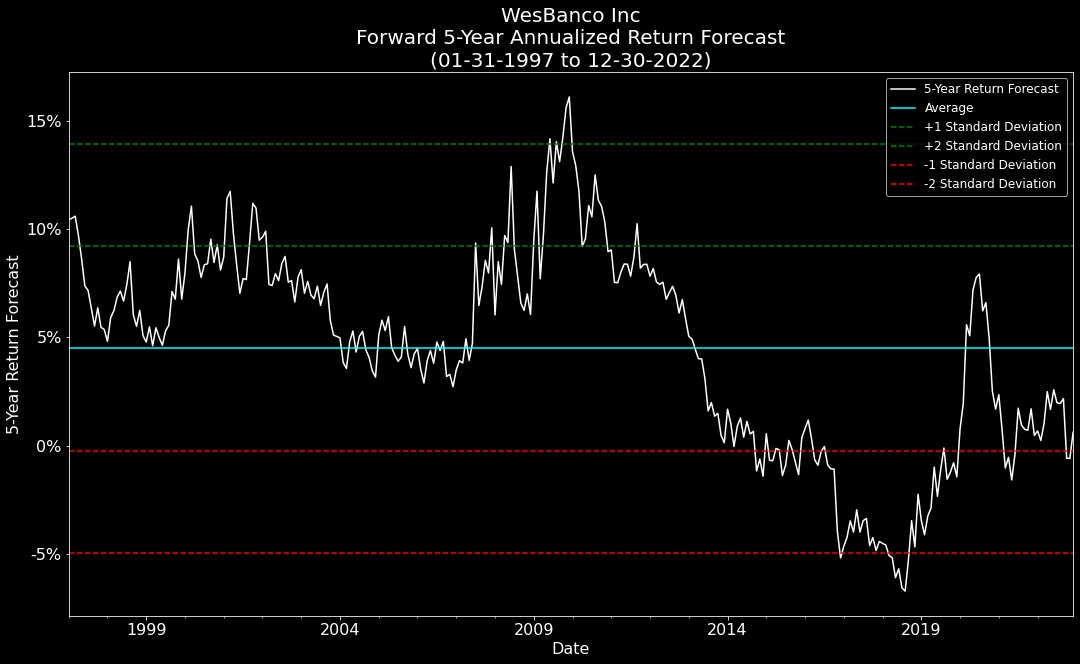 WesBanco Inc
Forward 5-Year Annualized Return Forecast
(01-31-1997 to 12-30-2022)
5-Year Return Forecast
Average
+1 Standard Deviation
+2 Standard Deviation
-1 Standard Deviation
-2 Standard Deviation
15%
10%
5%
0%
-5%
5-Year Return Forecast
1999
2004
2009
2014
2019
Date